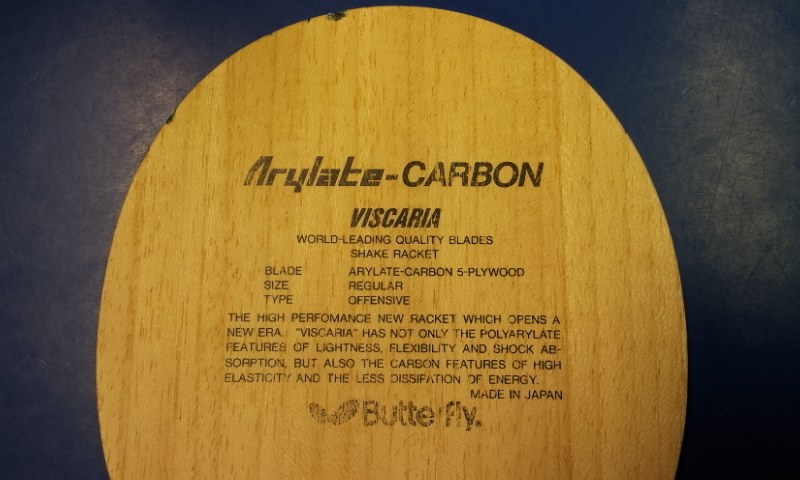 Arylate-CARBON
VISCARIA
WORLD-LEADING QUALITY BLADES
SHAKE RACKET
BLADE ARYLATE-CARBON 5-PLYWOOD
SIZE REGULAR
TYPE OFFENSIVE
THE HIGH PERFOMANCE NEW RACKET WHICH OPENS A
NEW ERA. "VISCARIA" HAS NOT ONLY THE POLYARYLATE
FEATURES OF LIGHTNESS, FLEXIBILITY AND SHOCK AB-
SORPTION, BUT ALSO THE CARBON FEATURES OF HIGH
ELASTICITY AND THE LESS DISSIPATION OF ENERGY.
MADE IN JAPAN
Butterfly.